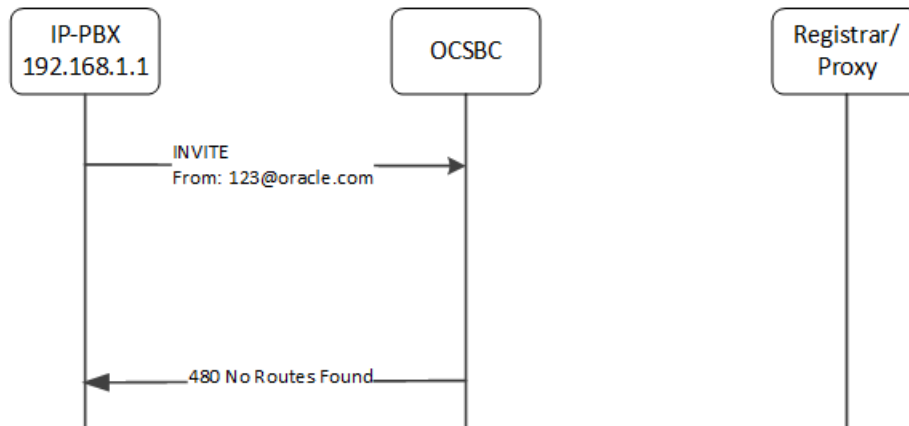 IP-PBX
192.168.1.1
OCSBC
Registrar/
Proxy
INVITE
From: 123@oracle.com
480 No Routes Found